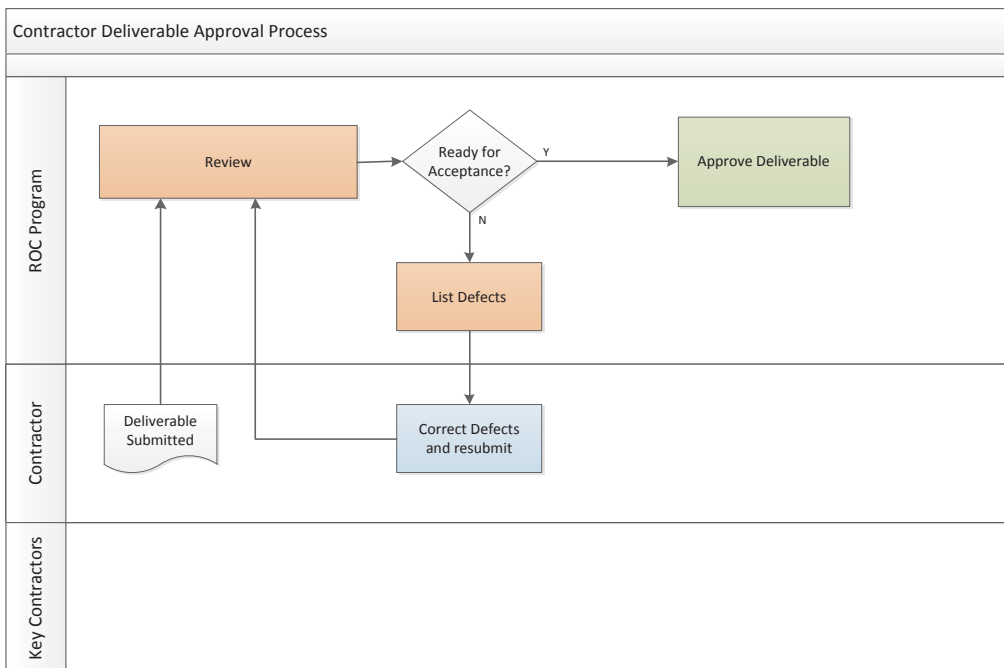 Contractor Deliverable Approval Process
ROC Program
Review
Ready for
Acceptance?
Y
Approve Deliverable
N
List Defects
Contractor
Deliverable
Submitted
Correct Defects
and resubmit
Key Contractors